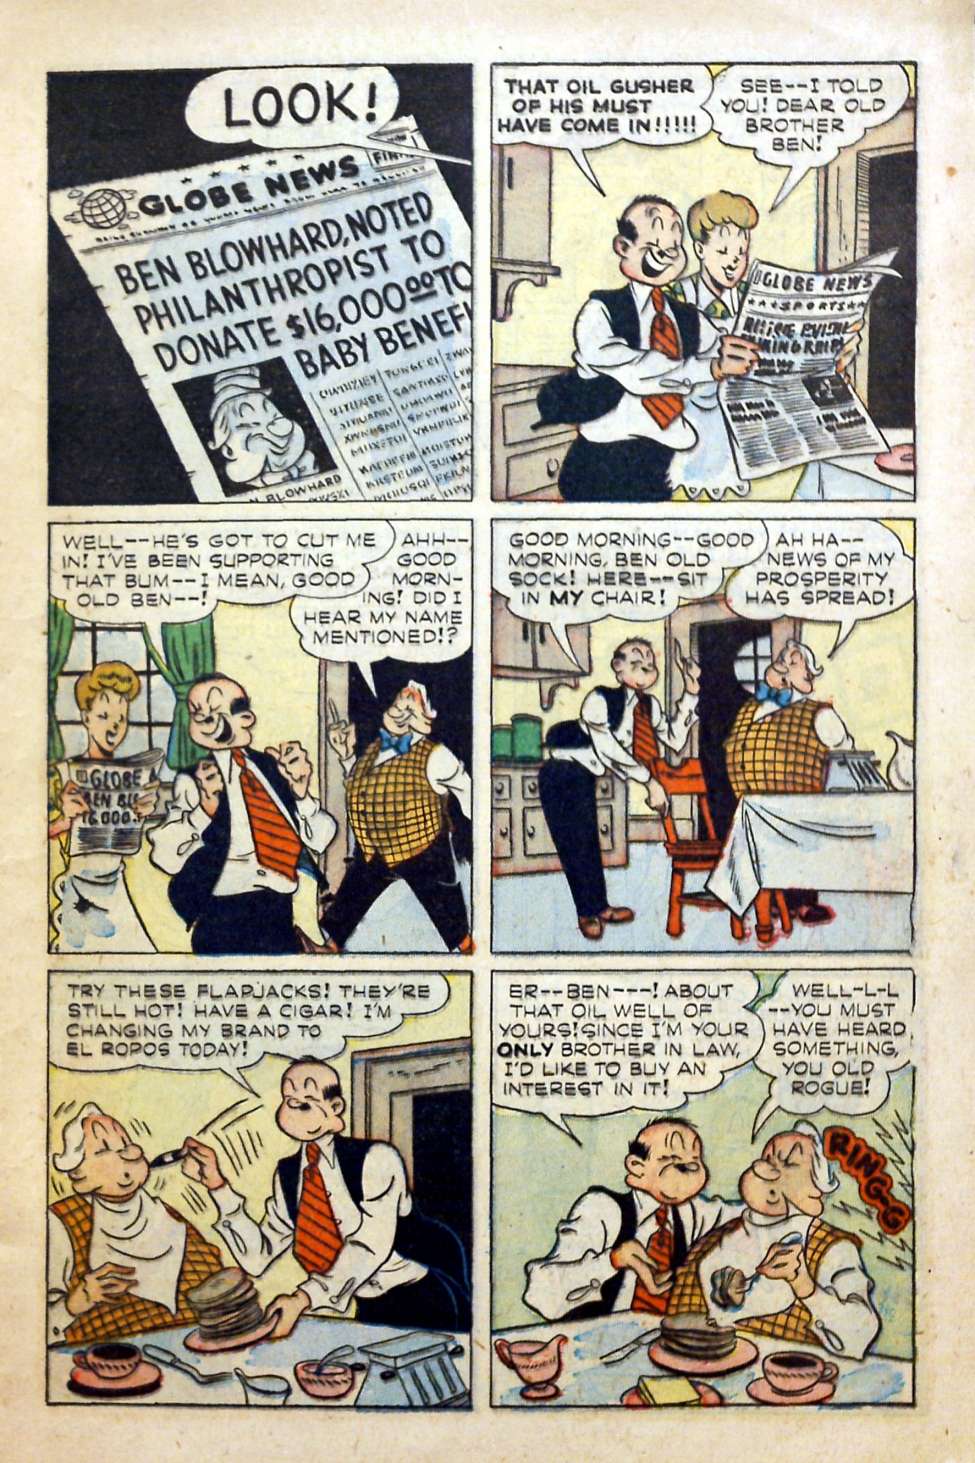 LOOK!
GLOBE NEWS
BEN BLOWHARD, NOTED
PHILANTHROPIST TO
DONATE $16,000.00 TO
BABY BENEFI
BLOWHARD
THAT OIL GUSHER
OF HIS MUST
HAVE COME IN!!!!!
SEE--I TOLD
YOU! DEAR OLD
BROTHER
BEN!
GLOBE NEWS
SPORTS
WELL--HE'S GOT TO CUT ME
IN! I'VE BEEN SUPPORTING
THAT BUM--I MEAN, GOOD
OLD BEN--!
AHH--
GOOD
MORN-
ING! DID I
HEAR MY NAME
MENTIONED!?
GLOBE
BEN BL
16,000.
GOOD MORNING--GOOD
MORNING, BEN OLD
SOCK! HERE--SIT
IN MY CHAIR!
AH HA--
NEWS OF MY
PROSPERITY
HAS SPREAD!
TRY THESE FLAPJACKS! THEY'RE
STILL HOT! HAVE A CIGAR! I'M
CHANGING MY BRAND TO
EL ROPOS TODAY!
ER--BEN----! ABOUT
THAT OIL WELL OF
YOURS! SINCE I'M YOUR
ONLY BROTHER IN LAW,
I'D LIKE TO BUY AN
INTEREST IN IT!
WELL-L-L
--YOU MUST
HAVE HEARD
SOMETHING,
YOU OLD
ROGUE!
RING-G